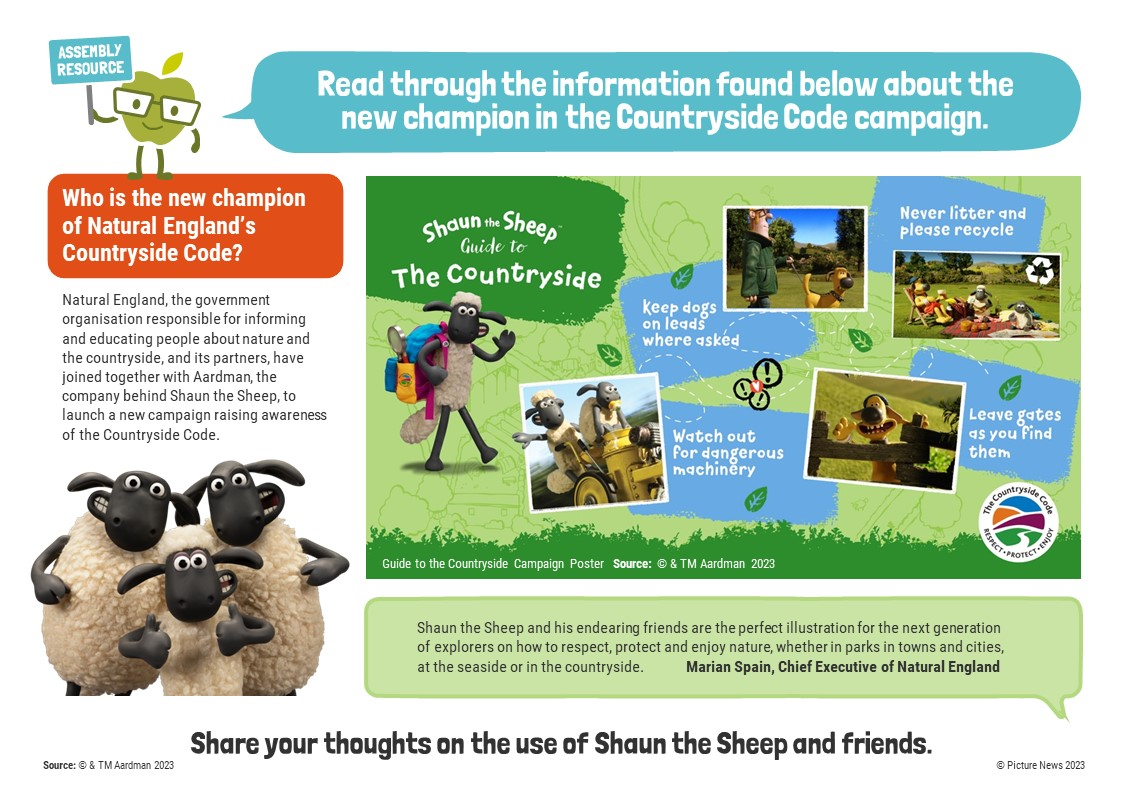 ASSEMBLY
RESOURCE
Read through the information found below about the
new champion in the Countryside Code campaign.
Who is the new champion
of Natural England's
Countryside Code?
Natural England, the government
organisation responsible for informing
and educating people about nature and
the countryside, and its partners, have
joined together with Aardman, the
company behind Shaun the Sheep, to
launch a new campaign raising awareness
of the Countryside Code.
Shaun the Sheep™
Guide to
The Countryside
Never litter and
please recycle
Keep dogs
on leads
where asked
Watch out
for dangerous
machinery
Leave gates
as you find
them
The Countryside Code
RESPECT • PROTECT • ENJOY
Guide to the Countryside Campaign Poster Source: © & TM Aardman 2023
Shaun the Sheep and his endearing friends are the perfect illustration for the next generation
of explorers on how to respect, protect and enjoy nature, whether in parks in towns and cities,
at the seaside or in the countryside. Marian Spain, Chief Executive of Natural England
Share your thoughts on the use of Shaun the Sheep and friends.
Source: © & TM Aardman 2023
© Picture News 2023